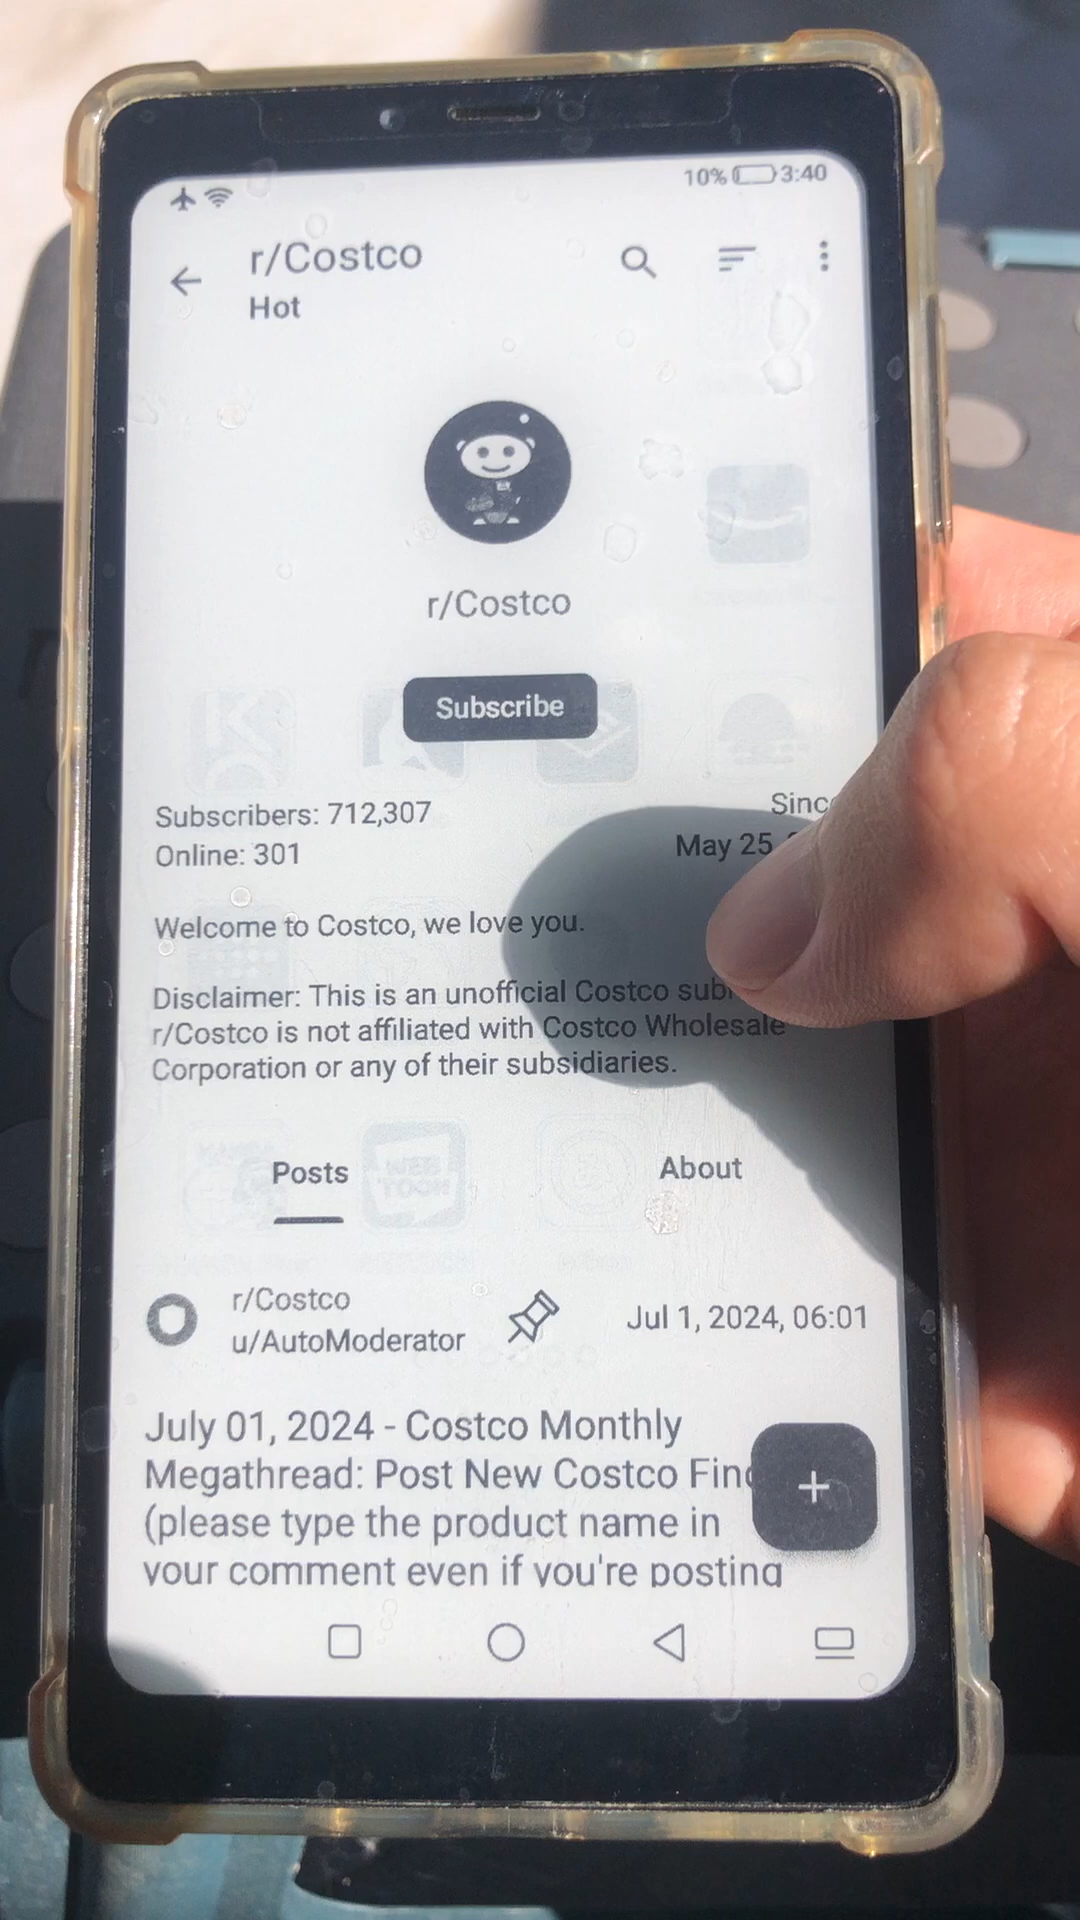 10% 3:40
r/Costco
Hot
r/Costco
Subscribe
Subscribers: 712,307
Since
Online: 301
May 25,
Welcome to Costco, we love you.
Disclaimer: This is an unofficial Costco
r/Costco is not affiliated with Costco Wholesale
Corporation or any of their subsidiaries.
WEB
TOON
Posts
About
r/Costco
u/AutoModerator
Jul 1, 2024, 06:01
July 01, 2024 - Costco Monthly
Megathread: Post New Costco
(please type the product name in
your comment even if you're posting